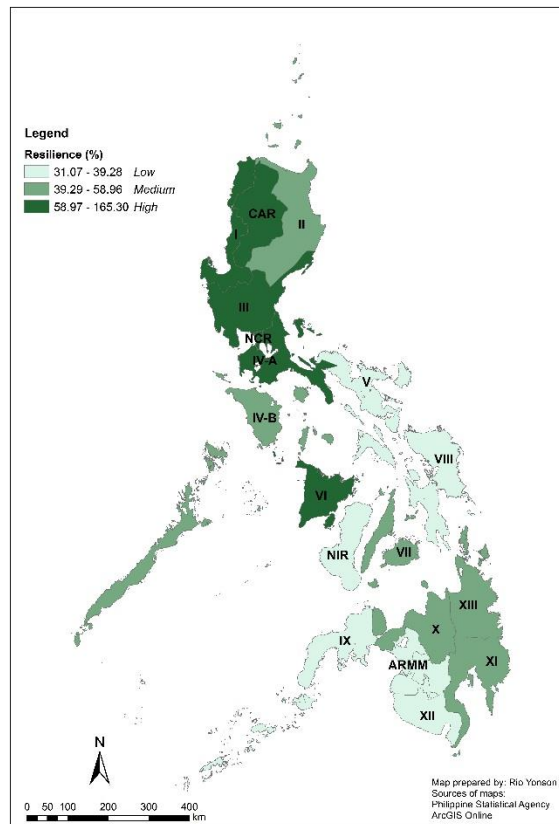 Legend
Resilience (%)
31.07 - 39.28 Low
39.29 - 58.96 Medium
58.97 - 165.30 High
CAR
I
II
III
NCR
IV-A
V
IV-B
VIII
VI
NIR
VII
XIII
IX
X
ARMM
XI
XII
N
0 50 100 200 300 400
km
Map prepared by: Rio Yonson
Sources of maps:
Philippine Statistical Agency
ArcGIS Online